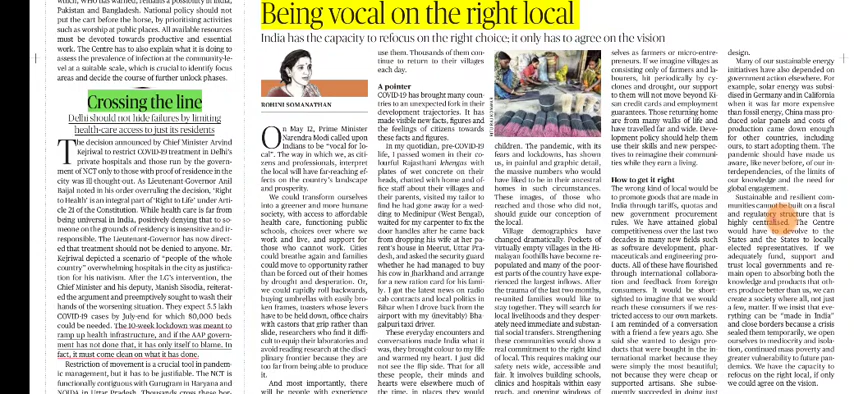 which, WHO has warned, remains a possibility in India,
Pakistan and Bangladesh. National policy should not
put the cart before the horse, by prioritising activities
such as worship at public places. All available resources
must be devoted towards productive and essential
work. The Centre has also to explain what it is doing to
assess the prevalence of infection at the community-lev-
el at a suitable scale, which is crucial to identify focus
areas and decide the course of further unlock phases.
Crossing the line
Delhi should not hide failures by limiting
health-care access to just its residents
The decision announced by Chief Minister Arvind
Kejriwal to restrict COVID-19 treatment in Delhi's
private hospitals and those run by the govern-
ment of NCT only to those with proof of residence in the
city was ill-thought out. As Lieutenant-Governor Anil
Baijal noted in his order overruling the decision, 'Right
to Health' is an integral part of 'Right to Life' under Arti-
cle 21 of the Constitution. While health care is far from
being universal in India, positively denying that to so-
meone on the grounds of residency is insensitive and ir-
responsible. The Lieutenant-Governor has now direct-
ed that treatment should not be denied to anyone. Mr.
Kejriwal depicted a scenario of "people of the whole
country" overwhelming hospitals in the city as justifica-
tion for his nativism. After the LG's intervention, the
Chief Minister and his deputy, Manish Sisodia, reiterat-
ed the argument and preemptively sought to wash their
hands of the worsening situation. They expect 5.5 lakh
COVID-19 cases by July-end for which 80,000 beds
could be needed. The 10-week lockdown was meant to
ramp up health infrastructure, and if the AAP govern-
ment has not done that, it has only itself to blame. In
fact, it must come clean on what it has done.
Restriction of movement is a crucial tool in pandem-
ic management, but it has to be justifiable. The NCT is
functionally contiguous with Gurugram in Haryana and
NOIDA in Uttar Pradesh. Thousands cross these bor-
Being vocal on the right local
India has the capacity to refocus on the right choice; it only has to agree on the vision
ROHINI SOMANATHAN
On May 12, Prime Minister
Narendra Modi called upon
Indians to be "vocal for lo-
cal". The way in which we, as citi-
zens and professionals, interpret
the local will have far-reaching ef-
fects on the country's landscape
and prosperity.
We could transform ourselves
into a greener and more humane
society, with access to affordable
health care, functioning public
schools, choices over where we
work and live, and support for
those who cannot work. Cities
could breathe again and families
could move to opportunity rather
than be forced out of their homes
by drought and desperation. Or,
we could rapidly roll backwards,
buying umbrellas with easily bro-
ken frames, toasters whose levers
have to be held down, office chairs
with castors that grip rather than
slide, researchers who find it diffi-
cult to equip their laboratories and
avoid reading research at the disci-
plinary frontier because they are
too far from being able to produce
it.
And most importantly, there
will be people with experience
use them. Thousands of them con-
tinue to return to their villages
each day.
A pointer
COVID-19 has brought many coun-
tries to an unexpected fork in their
development trajectories. It has
made visible new facts, figures and
the feelings of citizens towards
these facts and figures.
In my quotidian, pre-COVID-19
life, I passed women in their co-
lourful Rajasthani lehengas with
plates of wet concrete on their
heads, chatted with home and of-
fice staff about their villages and
their parents, visited my tailor to
find he had gone away for a wed-
ding to Medinipur (West Bengal),
waited for my carpenter to fix the
door handles after he came back
from dropping his wife at her pa-
rent's house in Meerut, Uttar Pra-
desh, and asked the security guard
whether he had managed to buy
his cow in Jharkhand and arrange
for a new ration card for his fami-
ly. I got the latest news on radio
cab contracts and local politics in
Bihar when I drove back from the
airport with my (inevitably) Bha-
galpuri taxi driver.
These everyday encounters and
conversations made India what it
was, they brought colour to my life
and warmed my heart. I just did
not see the flip side. That for all
these people, their minds and
hearts were elsewhere much of
the time, in places they would
children. The pandemic, with its
fears and lockdowns, has shown
us, in painful and graphic detail,
the massive numbers who would
have liked to be in their ancestral
homes in such circumstances.
These images, of those who
reached and those who did not,
should guide our conception of
the local.
Village demographics have
changed dramatically. Pockets of
virtually empty villages in the Hi-
malayan foothills have become re-
populated and many of the poor-
est parts of the country have expe-
rienced the largest inflows. After
the trauma of the last two months,
re-united families would like to
stay together. They will search for
local livelihoods and they desper-
ately need immediate and substan-
tial social transfers. Strengthening
these communities would show a
real commitment to the right kind
of local. This requires making our
safety nets wide, accessible and
fair. It involves building schools,
clinics and hospitals within easy
reach, and opening windows of
selves as farmers or micro-entre-
preneurs. If we imagine villages as
consisting only of farmers and la-
bourers, hit periodically by cy-
clones and drought, our support
to them will not move beyond Ki-
san credit cards and employment
guarantees. Those returning home
are from many walks of life and
have travelled far and wide. Deve-
lopment policy should help them
use their skills and new perspec-
tives to reimagine their communi-
ties while they earn a living.
How to get it right
The wrong kind of local would be
to promote goods that are made in
India through tariffs, quotas and
new government procurement
rules. We have attained global
competitiveness over the last two
decades in many new fields such
as software development, phar-
maceuticals and engineering pro-
ducts. All of these have flourished
through international collabora-
tion and feedback from foreign
consumers. It would be short-
sighted to imagine that we would
reach these consumers if we res-
tricted access to our own markets.
I am reminded of a conversation
with a friend a few years ago. She
said she wanted to design pro-
ducts that were bought in the in-
ternational market because they
were simply the most beautiful;
not because they were cheap or
supported artisans. She subse-
quently succeeded in doing just
design.
Many of our sustainable energy
initiatives have also depended on
government action elsewhere. For
example, solar energy was subsi-
dised in Germany and in California
when it was far more expensive
than fossil energy, China mass pro-
duced solar panels and costs of
production came down enough
for other countries, including
ours, to start adopting them. The
pandemic should have made us
aware, like never before, of our in-
terdependencies, of the limits of
our knowledge and the need for
global engagement.
Sustainable and resilient com-
munities cannot be built on a fiscal
and regulatory structure that is
highly centralised. The Centre
would have to devolve to the
States and the States to locally
elected representatives. If we
adequately fund, support and
trust local governments and re-
main open to absorbing both the
knowledge and products that oth-
ers produce better than us, we can
create a society where all, not just
a few, matter. If we insist that eve-
rything can be "made in India"
and close borders because a crisis
sealed them temporarily, we open
ourselves to mediocrity and isola-
tion, continued mass poverty and
greater vulnerability to future pan-
demics. We have the capacity to
refocus on the right local, if only
we could agree on the vision.